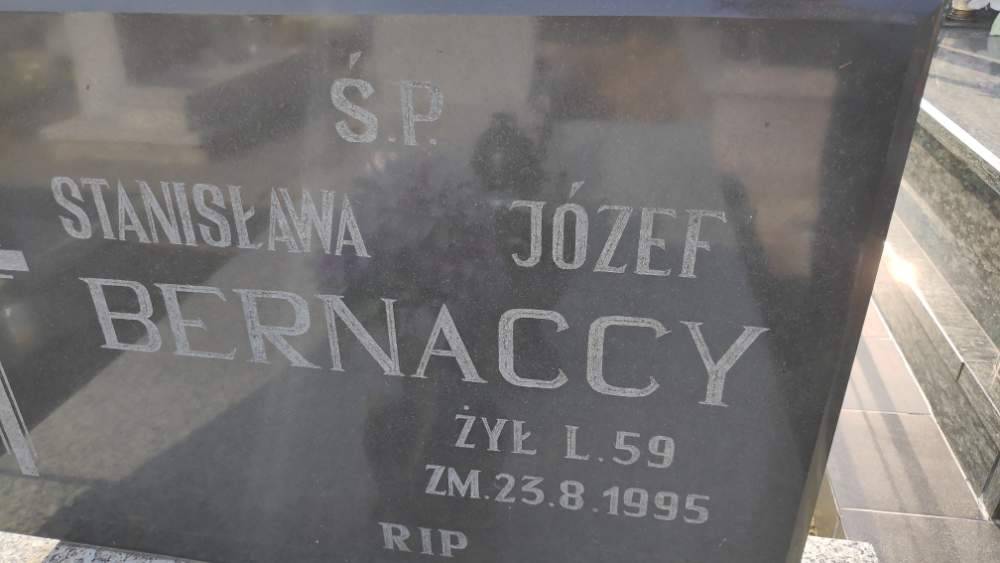 Ś.P.
STANISŁAWA JÓZEF
BERNACCY
ŻYŁ L.59
ZM.23.8.1995
RIP